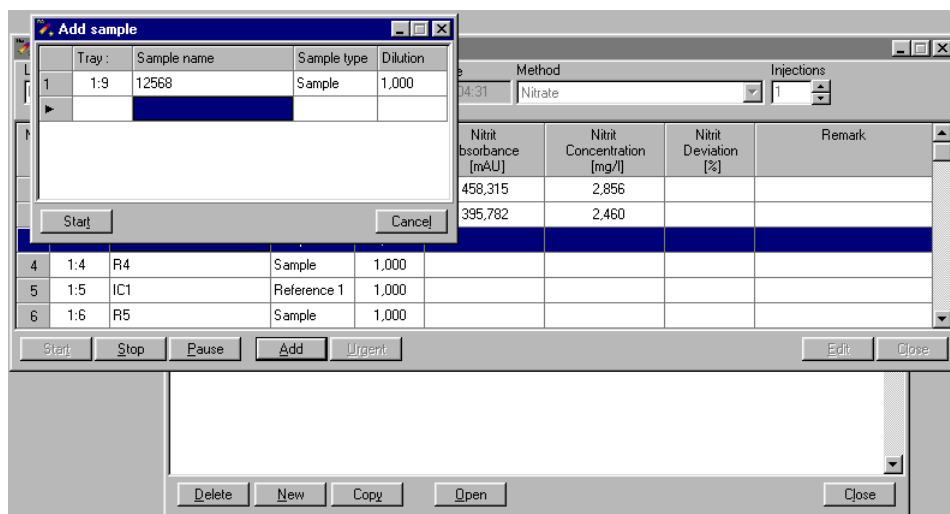 Add sample
Tray : Sample name Sample type Dilution
1 1:9 12568 Sample 1,000
Start Cancel
Method Injections
04:31 Nitrate 1
Nitrit Nitrit Nitrit Remark
Concentration Deviation
[mAU] [mg/l] [%]
458,315 2,856
395,782 2,460
4 1:4 R4 Sample 1,000
5 1:5 IC1 Reference 1 1,000
6 1:6 R5 Sample 1,000
Start Stop Pause Add Urgent Edit Close
Delete New Copy Open Close